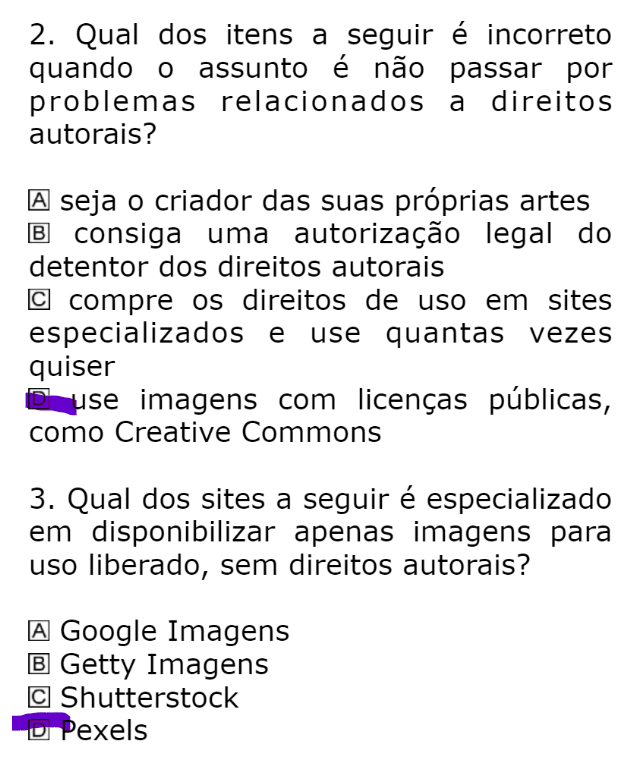 2. Qual dos itens a seguir é incorreto
quando o assunto é não passar por
problemas relacionados a direitos
autorais?
A seja o criador das suas próprias artes
B consiga uma autorização legal do
detentor dos direitos autorais
C compre os direitos de uso em sites
especializados e use quantas vezes
quiser
D use imagens com licenças públicas,
como Creative Commons
3. Qual dos sites a seguir é especializado
em disponibilizar apenas imagens para
uso liberado, sem direitos autorais?
A Google Imagens
B Getty Imagens
C Shutterstock
D Pexels